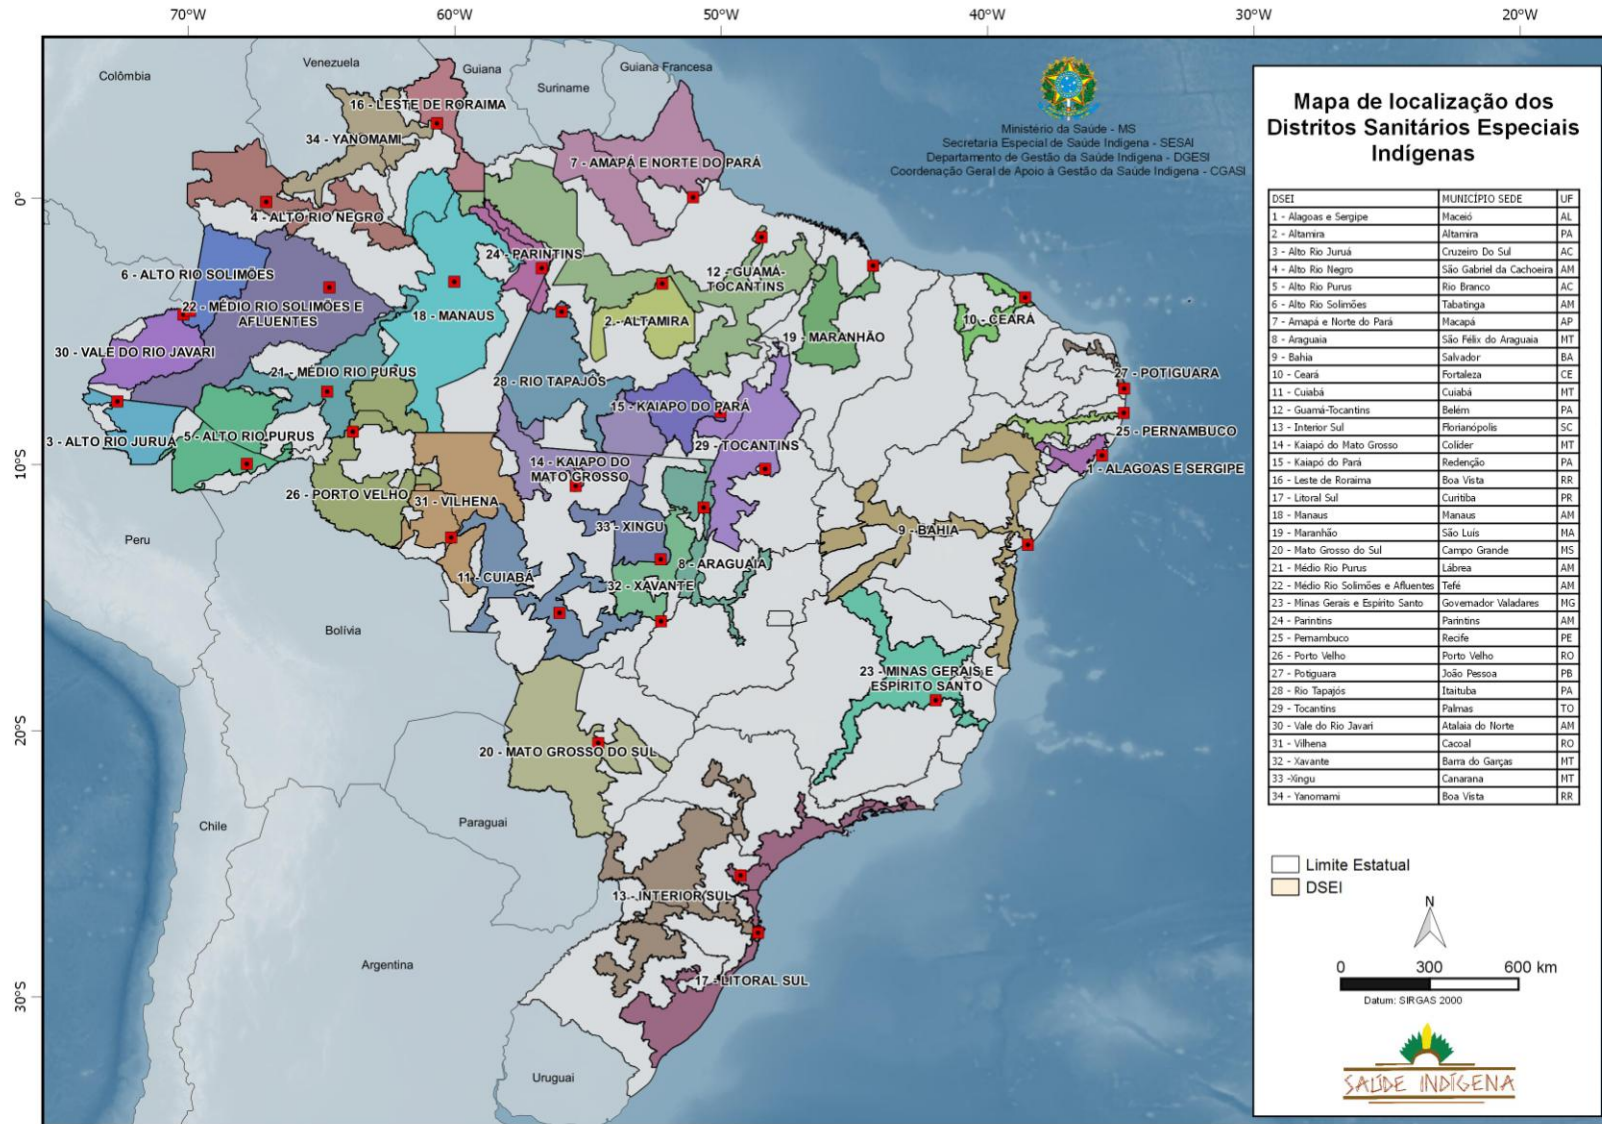 70°W 60°W 50°W 40°W 30°W 20°W
0°
10°S
20°S
30°S
Colômbia
Venezuela
Guiana
Suriname
Guiana Francesa
Peru
Bolívia
Chile
Paraguai
Argentina
Uruguai
16 - LESTE DE RORAIMA
34 - YANOMAMI
7 - AMAPÁ E NORTE DO PARÁ
4 - ALTO RIO NEGRO
24 - PARINTINS
6 - ALTO RIO SOLIMÕES
12 - GUAMÁ-
TOCANTINS
22 - MÉDIO RIO SOLIMÕES E
AFLUENTES
18 - MANAUS
2 - ALTAMIRA
10 - CEARÁ
19 - MARANHÃO
30 - VALE DO RIO JAVARI
21 - MÉDIO RIO PURUS
28 - RIO TAPAJÓS
27 - POTIGUARA
15 - KAIAPO DO PARÁ
3 - ALTO RIO JURUÁ
5 - ALTO RIO PURUS
29 - TOCANTINS
25 - PERNAMBUCO
14 - KAIAPO DO
MATO GROSSO
1 - ALAGOAS E SERGIPE
26 - PORTO VELHO
31 - VILHENA
33 - XINGU
9 - BAHIA
8 - ARAGUAIA
11 - CUIABÁ
32 - XAVANTE
23 - MINAS GERAIS E
ESPÍRITO SANTO
20 - MATO GROSSO DO SUL
13 - INTERIOR SUL
17 - LITORAL SUL
Ministério da Saúde - MS
Secretaria Especial de Saúde Indígena - SESAI
Departamento de Gestão da Saúde Indígena - DGESI
Coordenação Geral de Apoio à Gestão da Saúde Indígena - CGASI
Mapa de localização dos
Distritos Sanitários Especiais
Indígenas
DSEI MUNICÍPIO SEDE UF
1 - Alagoas e Sergipe Maceió AL
2 - Altamira Altamira PA
3 - Alto Rio Juruá Cruzeiro Do Sul AC
4 - Alto Rio Negro São Gabriel da Cachoeira AM
5 - Alto Rio Purus Rio Branco AC
6 - Alto Rio Solimões Tabatinga AM
7 - Amapá e Norte do Pará Macapá AP
8 - Araguaia São Félix do Araguaia MT
9 - Bahia Salvador BA
10 - Ceará Fortaleza CE
11 - Cuiabá Cuiabá MT
12 - Guamá-Tocantins Belém PA
13 - Interior Sul Florianópolis SC
14 - Kaiapó do Mato Grosso Colider MT
15 - Kaiapó do Pará Redenção PA
16 - Leste de Roraima Boa Vista RR
17 - Litoral Sul Curitiba PR
18 - Manaus Manaus AM
19 - Maranhão São Luís MA
20 - Mato Grosso do Sul Campo Grande MS
21 - Médio Rio Purus Lábrea AM
22 - Médio Rio Solimões e Afluentes Tefé AM
23 - Minas Gerais e Espírito Santo Governador Valadares MG
24 - Parintins Parintins AM
25 - Pernambuco Recife PE
26 - Porto Velho Porto Velho RO
27 - Potiguara João Pessoa PB
28 - Rio Tapajós Itaituba PA
29 - Tocantins Palmas TO
30 - Vale do Rio Javari Atalaia do Norte AM
31 - Vilhena Cacoal RO
32 - Xavante Barra do Garças MT
33 -Xingu Canarana MT
34 - Yanomami Boa Vista RR
Limite Estatual
DSEI
N
0 300 600 km
Datum: SIRGAS 2000
SAÚDE INDÍGENA